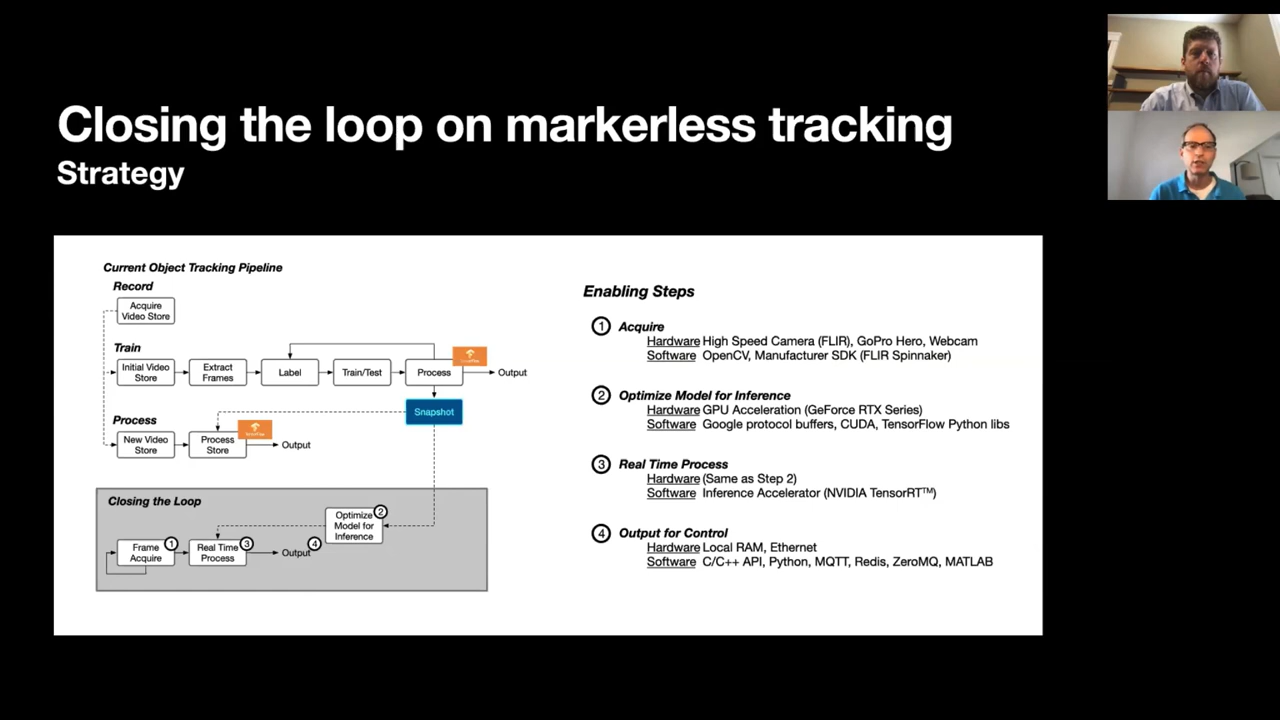 Closing the loop on markerless tracking
Strategy
Current Object Tracking Pipeline
Record
Acquire
Video Store
Train
Initial Video
Store
Extract
Frames
Label
Train/Test
Process
Output
Snapshot
Process
New Video
Store
Process
Store
Output
Closing the Loop
Frame
Acquire
1
Real Time
Process
3
Output
4
Optimize
Model for
Inference
2
Enabling Steps
1 Acquire
Hardware High Speed Camera (FLIR), GoPro Hero, Webcam
Software OpenCV, Manufacturer SDK (FLIR Spinnaker)
2 Optimize Model for Inference
Hardware GPU Acceleration (GeForce RTX Series)
Software Google protocol buffers, CUDA, TensorFlow Python libs
3 Real Time Process
Hardware (Same as Step 2)
Software Inference Accelerator (NVIDIA TensorRT™)
4 Output for Control
Hardware Local RAM, Ethernet
Software C/C++ API, Python, MQTT, Redis, ZeroMQ, MATLAB